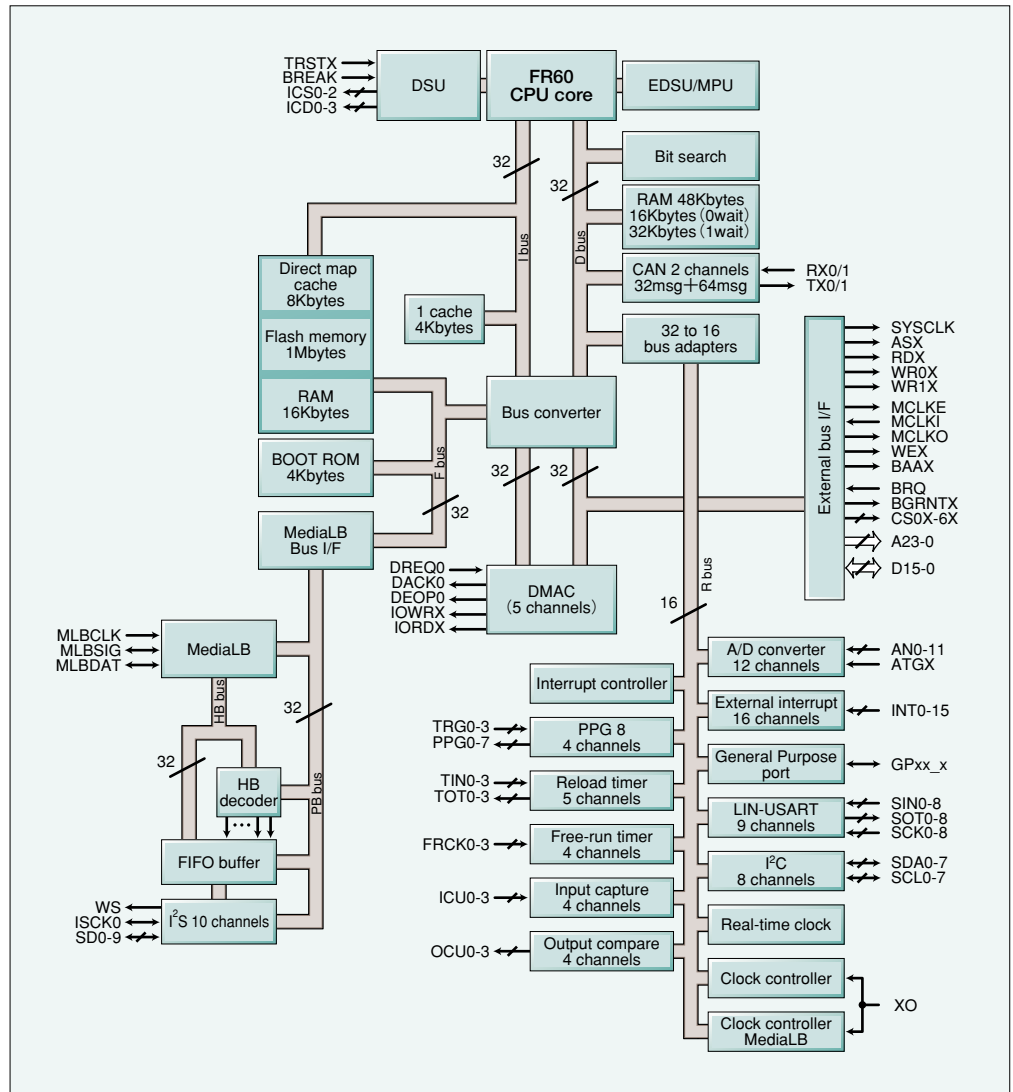 TRSTX
BREAK
ICS0-2
ICD0-3
DSU
FR60
CPU core
EDSU/MPU
Bit search
32
32
RAM 48Kbytes
16Kbytes (0wait)
32Kbytes (1wait)
I bus
D bus
CAN 2 channels
32msg+64msg
RX0/1
TX0/1
Direct map
cache
8Kbytes
Flash memory
1Mbytes
RAM
16Kbytes
1 cache
4Kbytes
32 to 16
bus adapters
Bus converter
BOOT ROM
4Kbytes
F bus
32
32
32
MediaLB
Bus I/F
External bus I/F
SYSCLK
ASX
RDX
WR0X
WR1X
MCLKE
MCLKI
MCLKO
WEX
BAAX
BRQ
BGRNTX
CS0X-6X
A23-0
D15-0
DREQ0
DACK0
DEOP0
IOWRX
IORDX
DMAC
(5 channels)
R bus
16
MLBCLK
MLBSIG
MLBDAT
MediaLB
HB bus
32
32
PB bus
HB
decoder
...
FIFO buffer
WS
ISCK0
SD0-9
I²S 10 channels
Interrupt controller
TRG0-3
PPG0-7
PPG 8
4 channels
TIN0-3
TOT0-3
Reload timer
5 channels
FRCK0-3
Free-run timer
4 channels
ICU0-3
Input capture
4 channels
OCU0-3
Output compare
4 channels
A/D converter
12 channels
AN0-11
ATGX
External interrupt
16 channels
INT0-15
General Purpose
port
GPxx_x
LIN-USART
9 channels
SIN0-8
SOT0-8
SCK0-8
I²C
8 channels
SDA0-7
SCL0-7
Real-time clock
Clock controller
XO
Clock controller
MediaLB